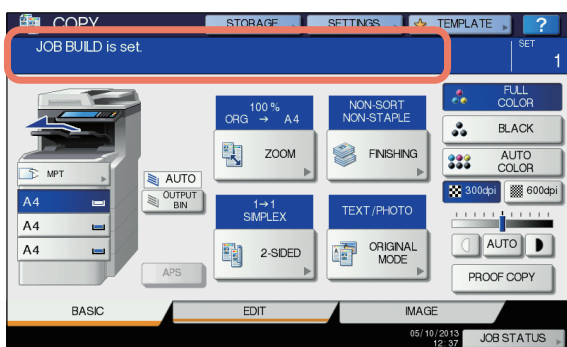 COPY
STORAGE
SETTINGS
TEMPLATE
?
JOB BUILD is set.
SET
1
100 %
ORG → A4
ZOOM
NON-SORT
NON-STAPLE
FINISHING
FULL
COLOR
BLACK
AUTO
COLOR
300dpi
600dpi
MPT
A4
A4
A4
AUTO
OUTPUT
BIN
APS
1→1
SIMPLEX
2-SIDED
TEXT/PHOTO
ORIGINAL
MODE
AUTO
PROOF COPY
BASIC
EDIT
IMAGE
05/10/2013
12:37
JOB STATUS